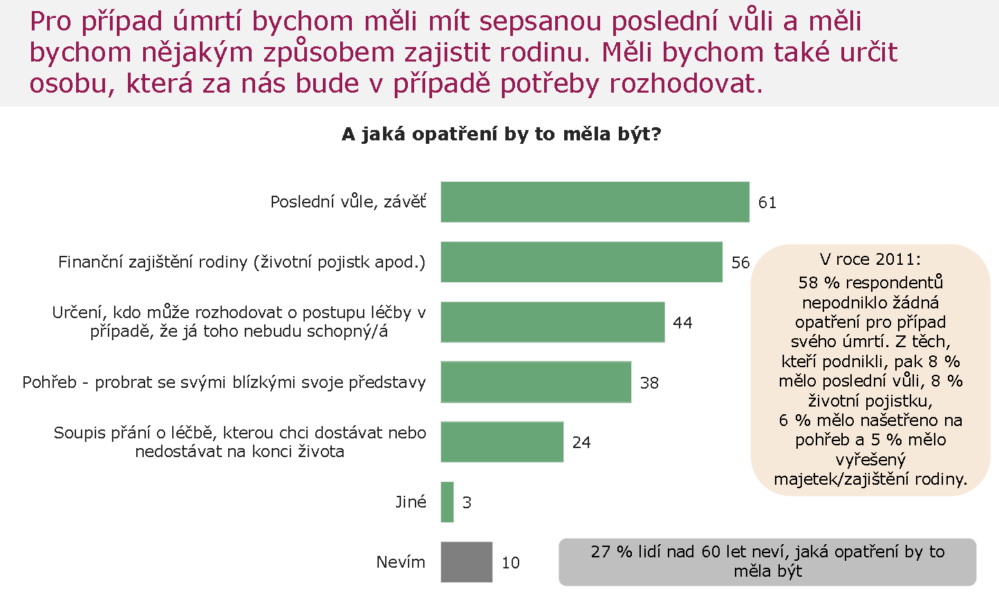 Pro případ úmrtí bychom měli mít sepsanou poslední vůli a měli
bychom nějakým způsobem zajistit rodinu. Měli bychom také určit
osobu, která za nás bude v případě potřeby rozhodovat.
A jaká opatření by to měla být?
Poslední vůle, závěť
61
Finanční zajištění rodiny (životní pojistk apod.)
56
Určení, kdo může rozhodovat o postupu léčby v
případě, že já toho nebudu schopný/á
44
Pohřeb - probrat se svými blízkými svoje představy
38
Soupis přání o léčbě, kterou chci dostávat nebo
nedostávat na konci života
24
Jiné
3
Nevím
10
V roce 2011:
58 % respondentů
nepodniklo žádná
opatření pro případ
svého úmrtí. Z těch,
kteří podnikli, pak 8 %
mělo poslední vůli, 8 %
životní pojistku,
6 % mělo našetřeno na
pohřeb a 5 % mělo
vyřešený
majetek/zajištění rodiny.
27 % lidí nad 60 let neví, jaká opatření by to
měla být